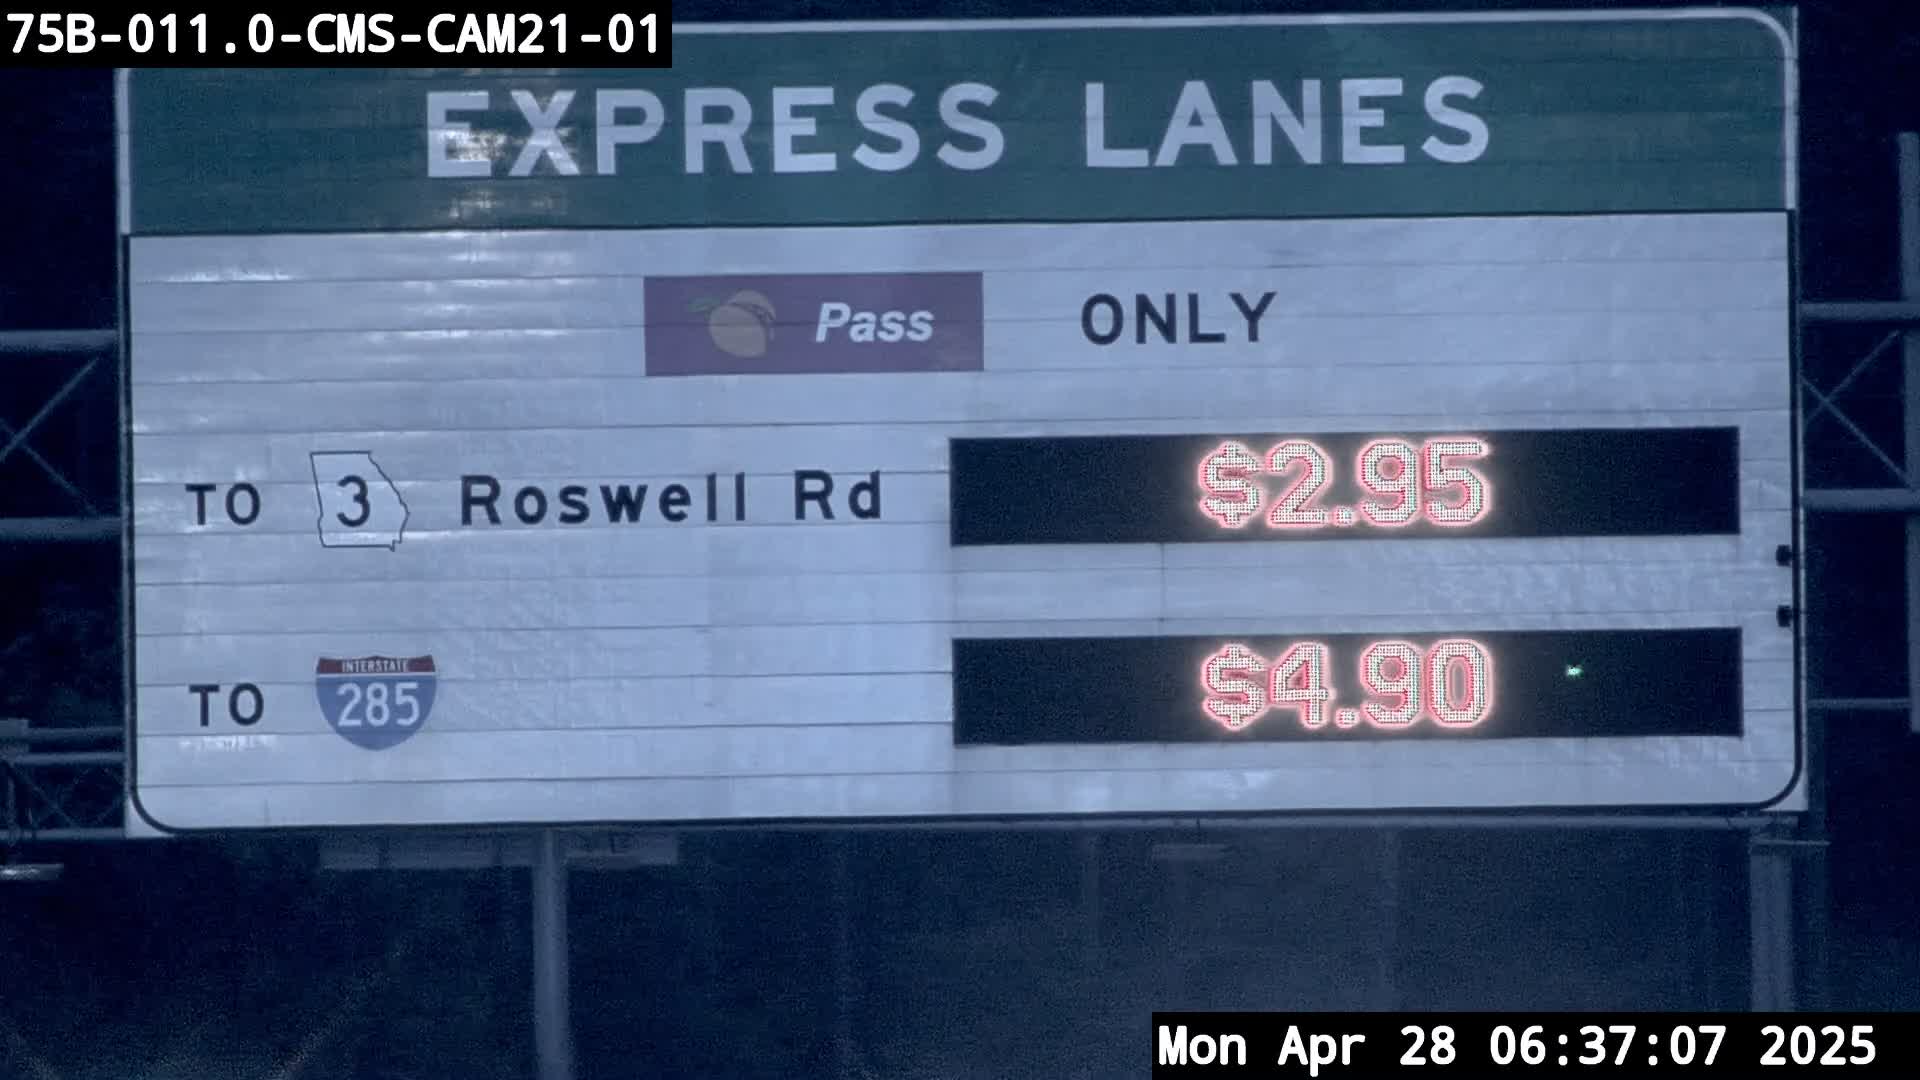 75B-011.0-CMS-CAM21-01
EXPRESS LANES
Pass ONLY
TO 3 Roswell Rd $2.95
INTERSTATE
TO 285 $4.90
Mon Apr 28 06:37:07 2025